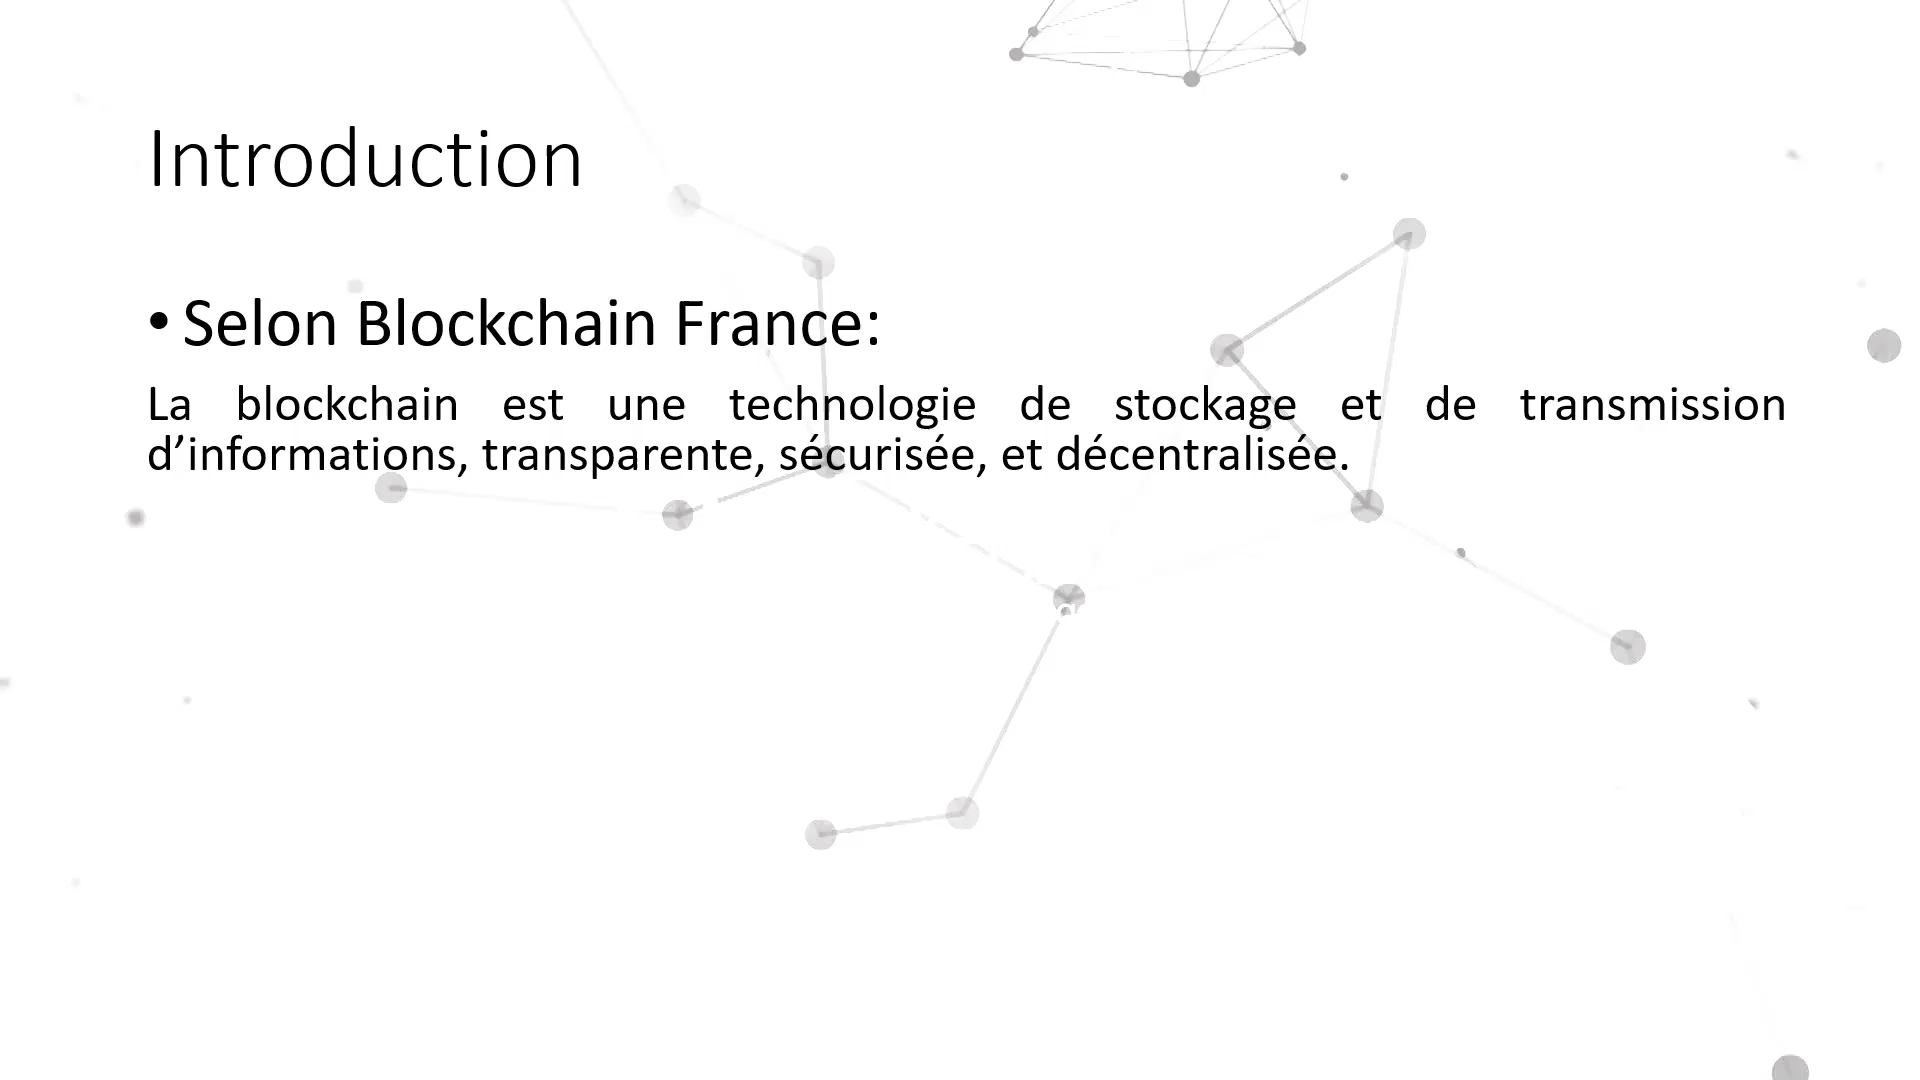 Introduction
• Selon Blockchain France:
La blockchain est une technologie de stockage et de transmission
d’informations, transparente, sécurisée, et décentralisée.